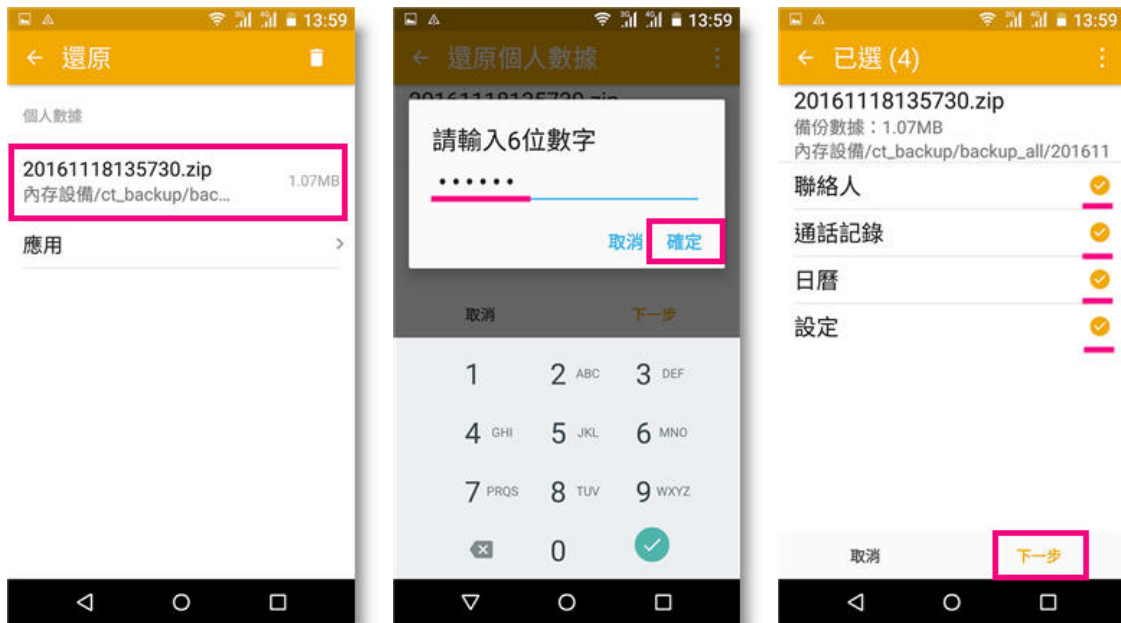 13:59
還原
個人數據
20161118135730.zip
1.07MB
內存設備/ct_backup/bac...
應用
13:59
還原個人數據
20161118135730.zip
請輸入6位數字
••••••
取消 確定
取消 下一步
1 2 ABC 3 DEF
4 GHI 5 JKL 6 MNO
7 PRQS 8 TUV 9 WXYZ
0
3G 4G 13:59
已選 (4)
20161118135730.zip
備份數據：1.07MB
內存設備/ct_backup/backup_all/201611
聯絡人
通話記錄
日曆
設定
取消 下一步